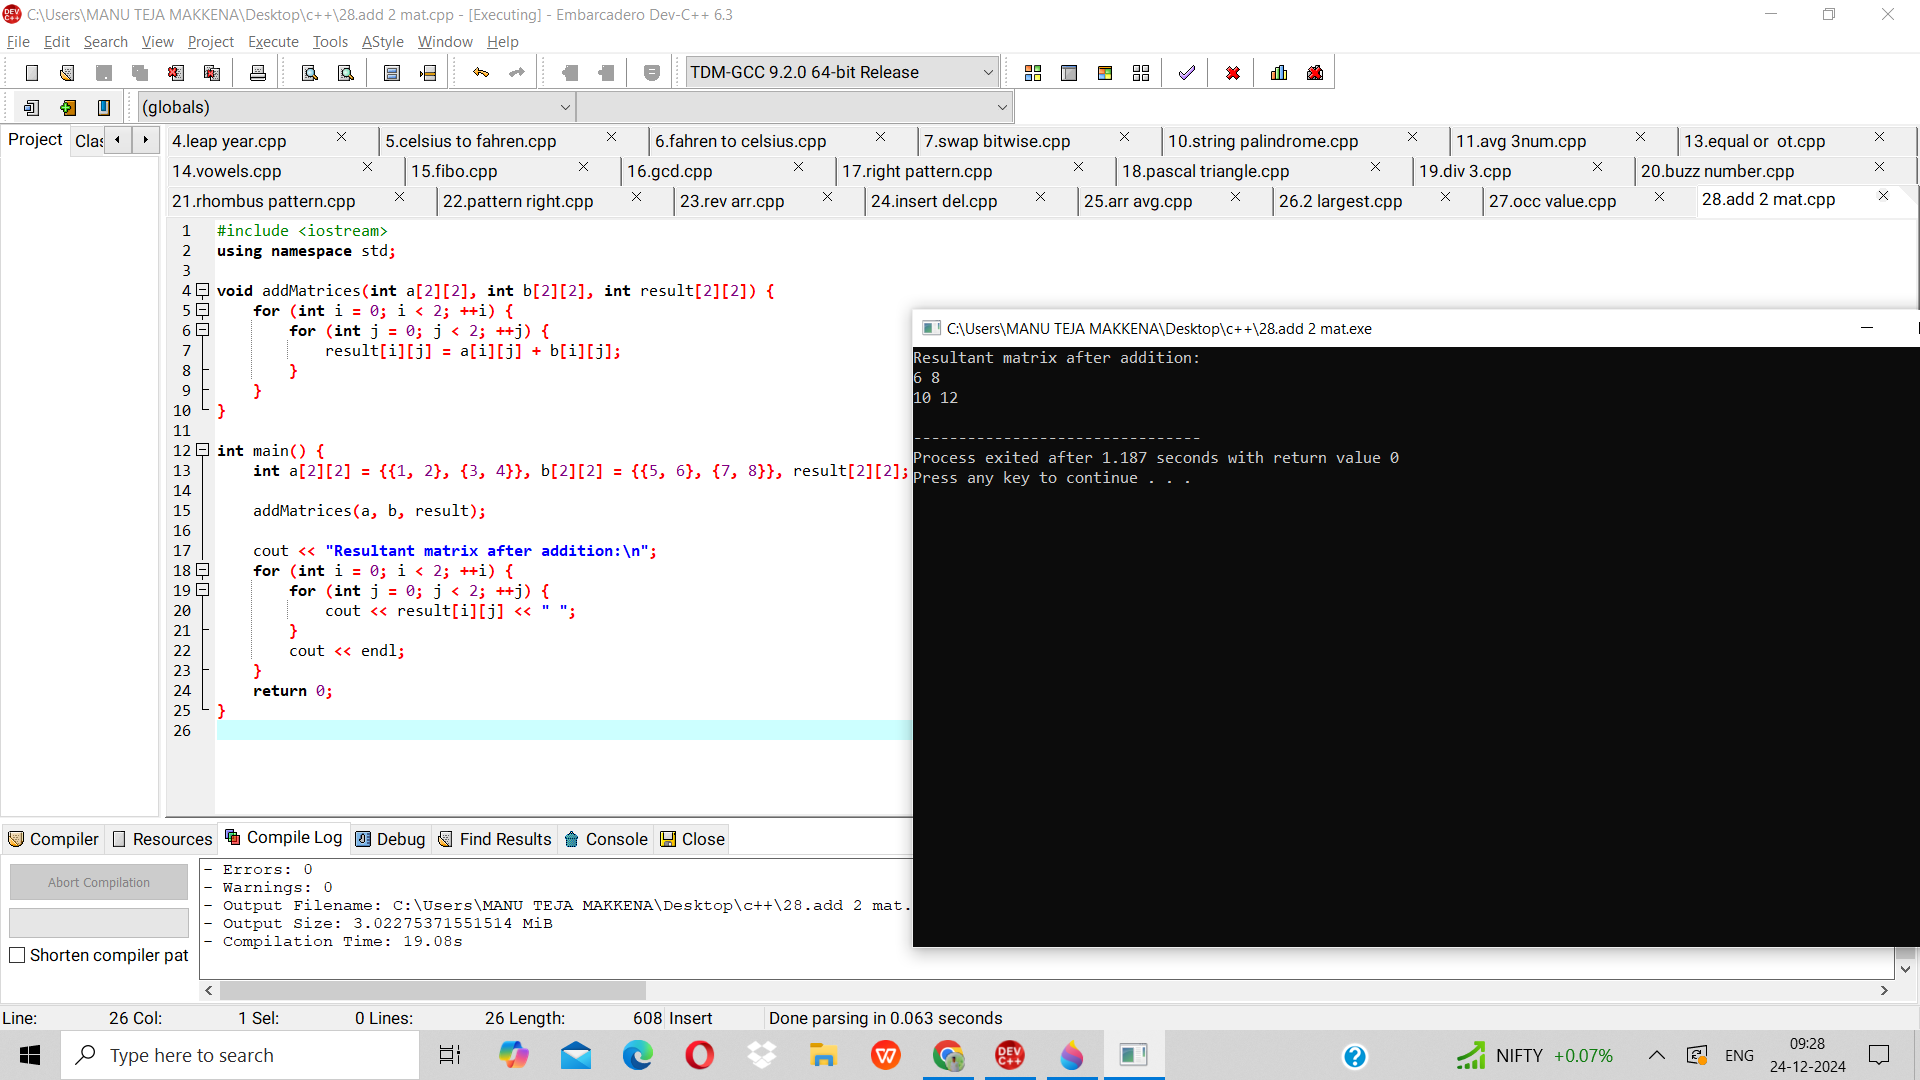 C:\Users\MANU TEJA MAKKENA\Desktop\c++\28.add 2 mat.cpp - [Executing] - Embarcadero Dev-C++ 6.3
File Edit Search View Project Execute Tools AStyle Window Help
TDM-GCC 9.2.0 64-bit Release
(globals)
Project Clas
4.leap year.cpp 5.celsius to fahren.cpp 6.fahren to celsius.cpp 7.swap bitwise.cpp 10.string palindrome.cpp 11.avg 3num.cpp 13.equal or ot.cpp
14.vowels.cpp 15.fibo.cpp 16.gcd.cpp 17.right pattern.cpp 18.pascal triangle.cpp 19.div 3.cpp 20.buzz number.cpp
21.rhombus pattern.cpp 22.pattern right.cpp 23.rev arr.cpp 24.insert del.cpp 25.arr avg.cpp 26.2 largest.cpp 27.occ value.cpp 28.add 2 mat.cpp
1 #include <iostream>
2 using namespace std;
3
4 void addMatrices(int a[2][2], int b[2][2], int result[2][2]) {
5 for (int i = 0; i < 2; ++i) {
6 for (int j = 0; j < 2; ++j) {
7 result[i][j] = a[i][j] + b[i][j];
8 }
9 }
10 }
11
12 int main() {
13 int a[2][2] = {{1, 2}, {3, 4}}, b[2][2] = {{5, 6}, {7, 8}}, result[2][2];
14
15 addMatrices(a, b, result);
16
17 cout << "Resultant matrix after addition:\n";
18 for (int i = 0; i < 2; ++i) {
19 for (int j = 0; j < 2; ++j) {
20 cout << result[i][j] << " ";
21 }
22 cout << endl;
23 }
24 return 0;
25 }
26
C:\Users\MANU TEJA MAKKENA\Desktop\c++\28.add 2 mat.exe
Resultant matrix after addition:
6 8
10 12
--------------------------------
Process exited after 1.187 seconds with return value 0
Press any key to continue . . .
Compiler Resources Compile Log Debug Find Results Console Close
Abort Compilation
Shorten compiler pat
- Errors: 0
- Warnings: 0
- Output Filename: C:\Users\MANU TEJA MAKKENA\Desktop\c++\28.add 2 mat.
- Output Size: 3.02275371551514 MiB
- Compilation Time: 19.08s
Line: 26 Col: 1 Sel: 0 Lines: 26 Length: 608 Insert Done parsing in 0.063 seconds
Type here to search
DEV C++
NIFTY +0.07%
ENG
09:28
24-12-2024